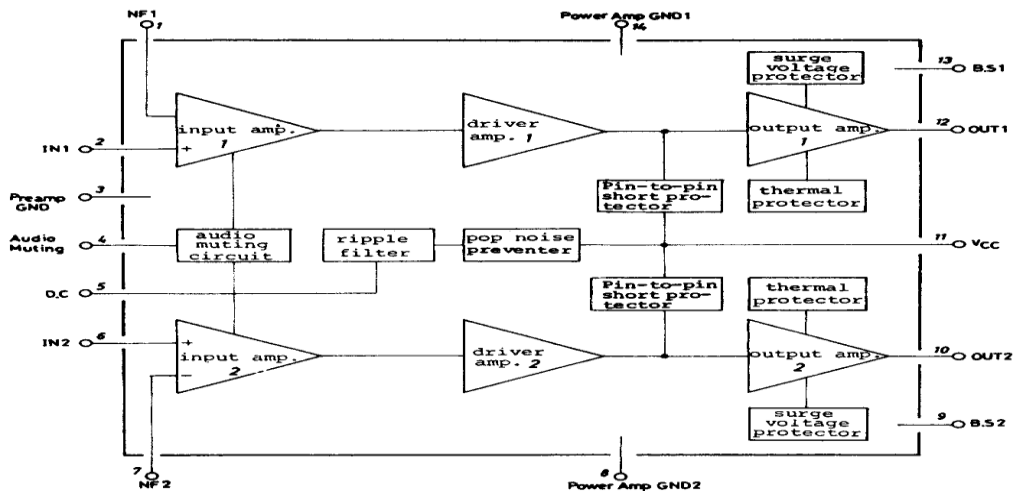 NF1
1
Power Amp GND1
14
surge
voltage
protector
13
B.S1
input amp.
1
+
driver
amp. 1
output amp.
1
12
OUT1
IN1
2
Preamp
GND
3
Pin-to-pin
short pro-
tector
thermal
protector
Audio
Muting
4
audio
muting
circuit
ripple
filter
pop noise
preventer
11
VCC
D.C
5
Pin-to-pin
short pro-
tector
thermal
protector
IN2
6
+
input amp.
2
−
driver
amp. 2
output amp.
2
10
OUT2
surge
voltage
protector
9
B.S2
7
NF2
8
Power Amp GND2